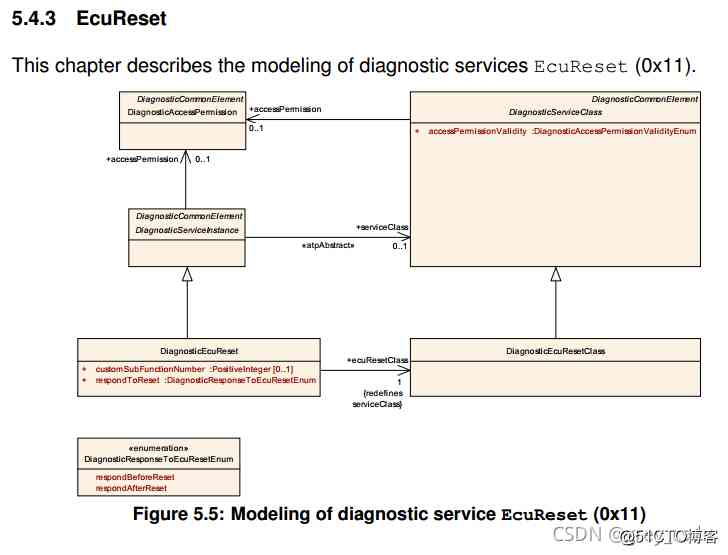 5.4.3 EcuReset
This chapter describes the modeling of diagnostic services EcuReset (0x11).
DiagnosticCommonElement
DiagnosticAccessPermission
+accessPermission
0..1
DiagnosticCommonElement
DiagnosticServiceClass
* accessPermissionValidity :DiagnosticAccessPermissionValidityEnum
+accessPermission
0..1
DiagnosticCommonElement
DiagnosticServiceInstance
+serviceClass
«atpAbstract»
0..1
DiagnosticEcuReset
* customSubFunctionNumber :PositiveInteger [0..1]
* respondToReset :DiagnosticResponseToEcuResetEnum
+ecuResetClass
1
{redefines
serviceClass}
DiagnosticEcuResetClass
«enumeration»
DiagnosticResponseToEcuResetEnum
respondBeforeReset
respondAfterReset
Figure 5.5: Modeling of diagnostic service EcuReset (0x11)
CSDN
@51CTO博客